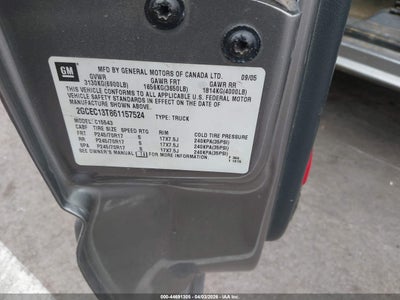 GM
MFD BY GENERAL MOTORS OF CANADA LTD.
GVWR GAWR FRT GAWR RR 09/05
3130KG(6900LB) 1656KG(3650LB) 1814KG(4000LB)
THIS VEHICLE CONFORMS TO ALL APPLICABLE U.S. FEDERAL MOTOR
VEHICLE SAFETY STANDARDS IN EFFECT ON THE DATE OF
MANUFACTURE SHOWN ABOVE.
2GCEC13T861157524 TYPE: TRUCK
MODEL: C15543
TIRE SIZE SPEED RTG RIM COLD TIRE PRESSURE
FRT P245/70R17 S 17X7.5J 240KPA(35PSI)
RR P245/70R17 S 17X7.5J 240KPA(35PSI)
SPA P245/70R17 S 17X7.5J 240KPA(35PSI)
SEE OWNER'S MANUAL FOR MORE INFORMATION
000-44691305 - 04/03/2026 -